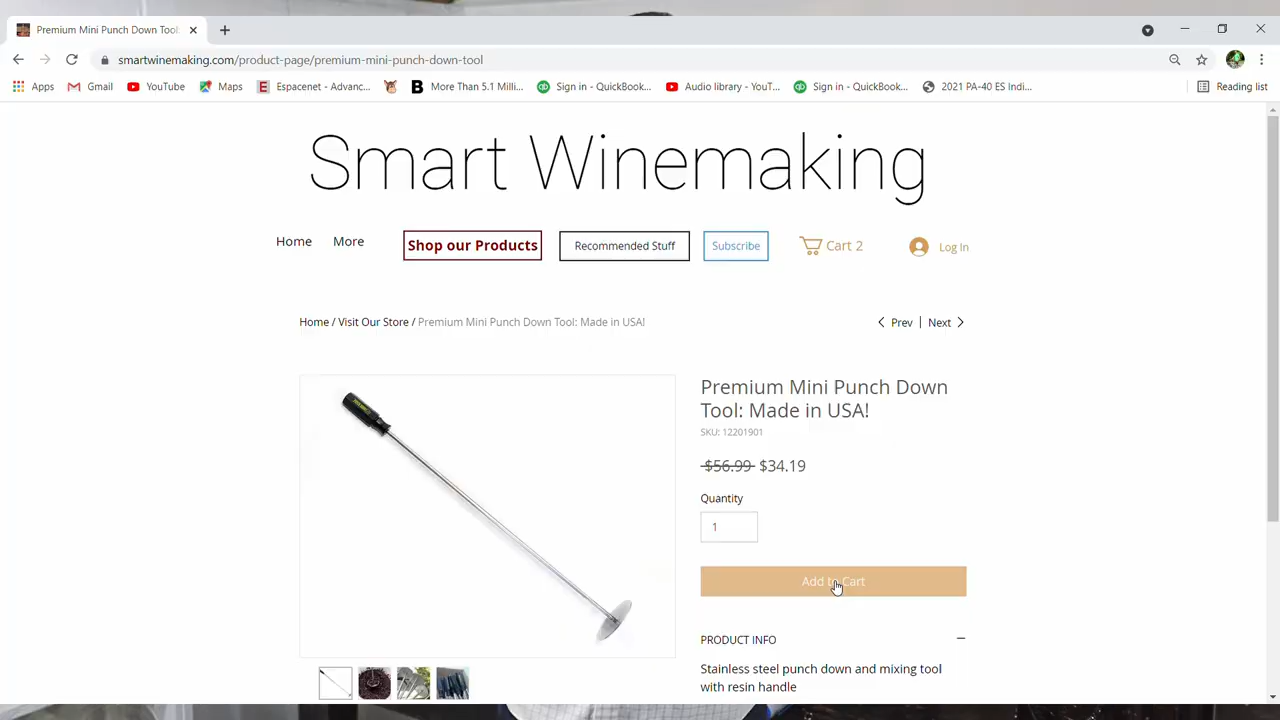 Premium Mini Punch Down Tool:
smartwinemaking.com/product-page/premium-mini-punch-down-tool
Apps
Gmail
YouTube
Maps
Espacenet - Advanc...
More Than 5.1 Milli...
Sign in - QuickBook...
Audio library - YouT...
Sign in - QuickBook...
2021 PA-40 ES Indi...
Reading list
Smart Winemaking
Home
More
Shop our Products
Recommended Stuff
Subscribe
Cart 2
Log In
Home / Visit Our Store / Premium Mini Punch Down Tool: Made in USA!
Prev | Next
Premium Mini Punch Down
Tool: Made in USA!
SKU: 12201901
$56.99 $34.19
Quantity
1
Add to Cart
PRODUCT INFO
Stainless steel punch down and mixing tool
with resin handle